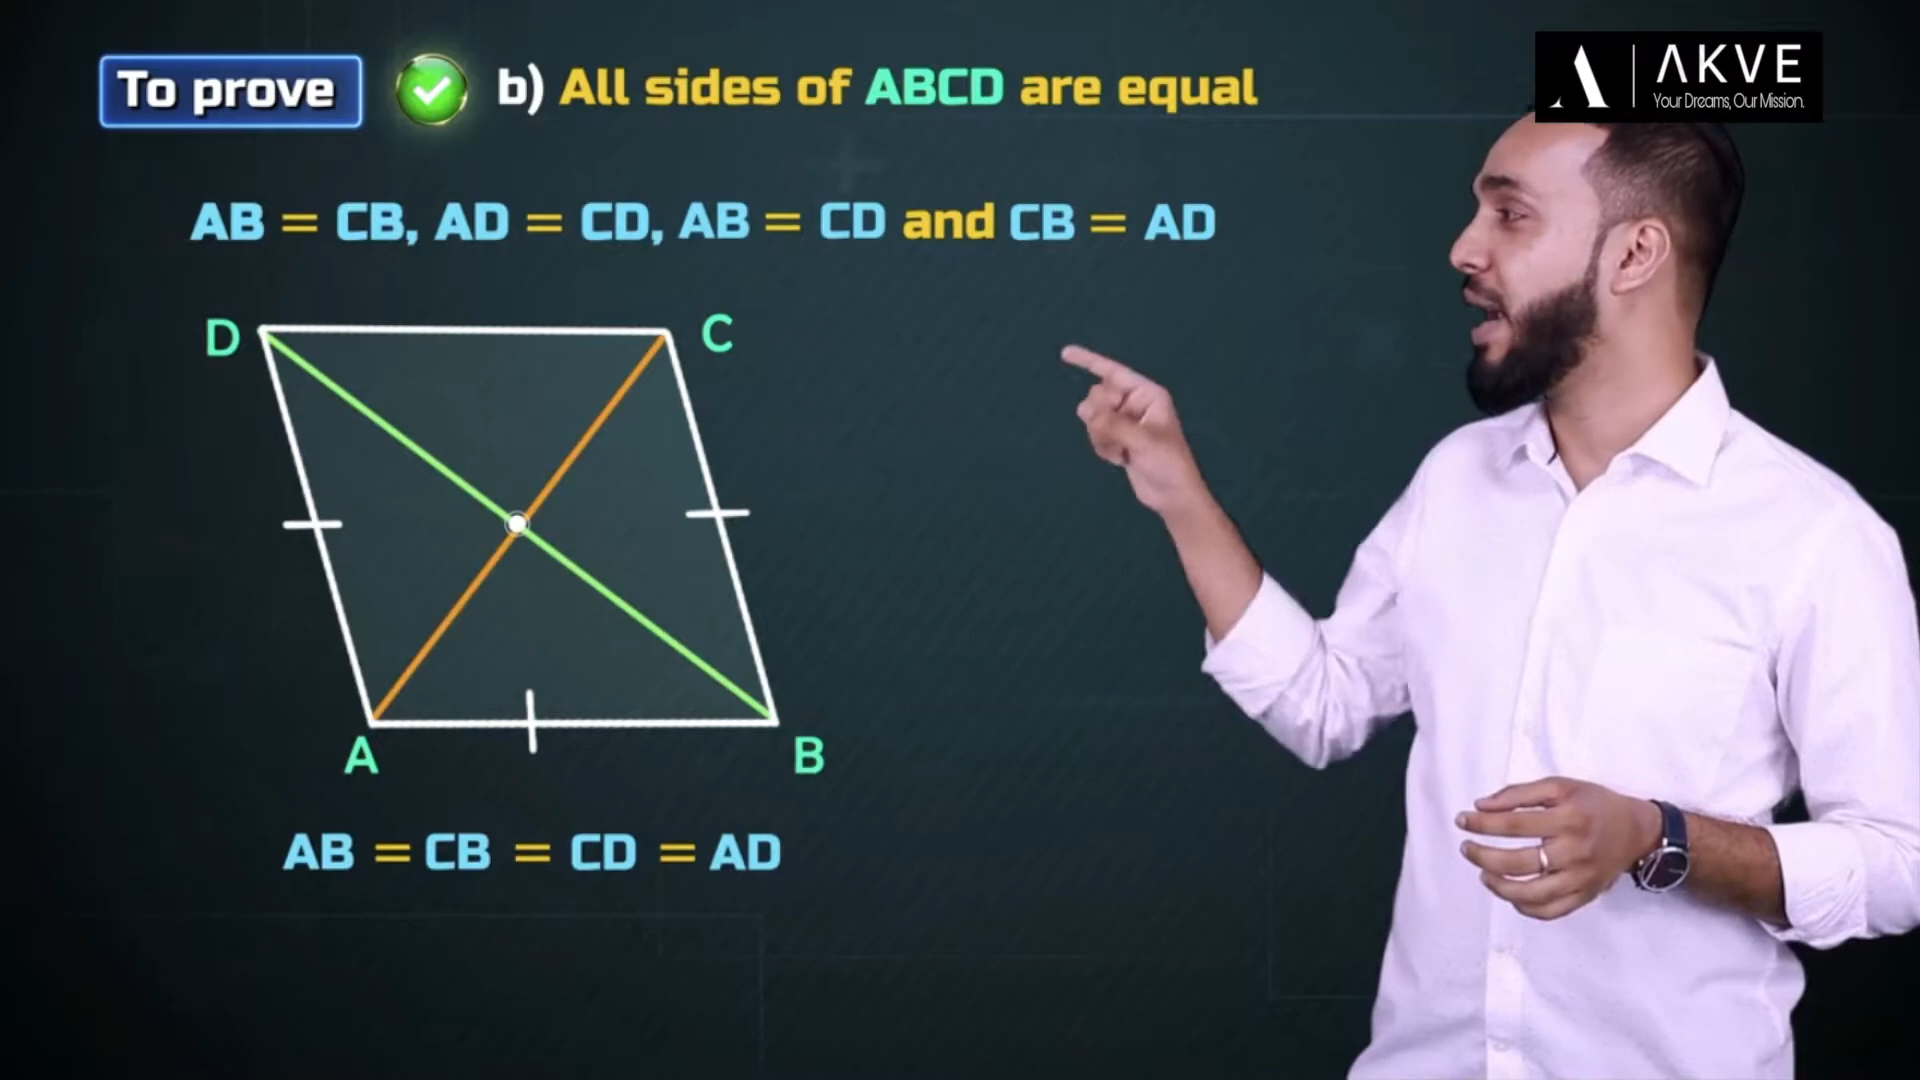 To prove b) All sides of ABCD are equal
AKVE
Your Dreams, Our Mission.
AB = CB, AD = CD, AB = CD and CB = AD
D
C
A
B
AB = CB = CD = AD